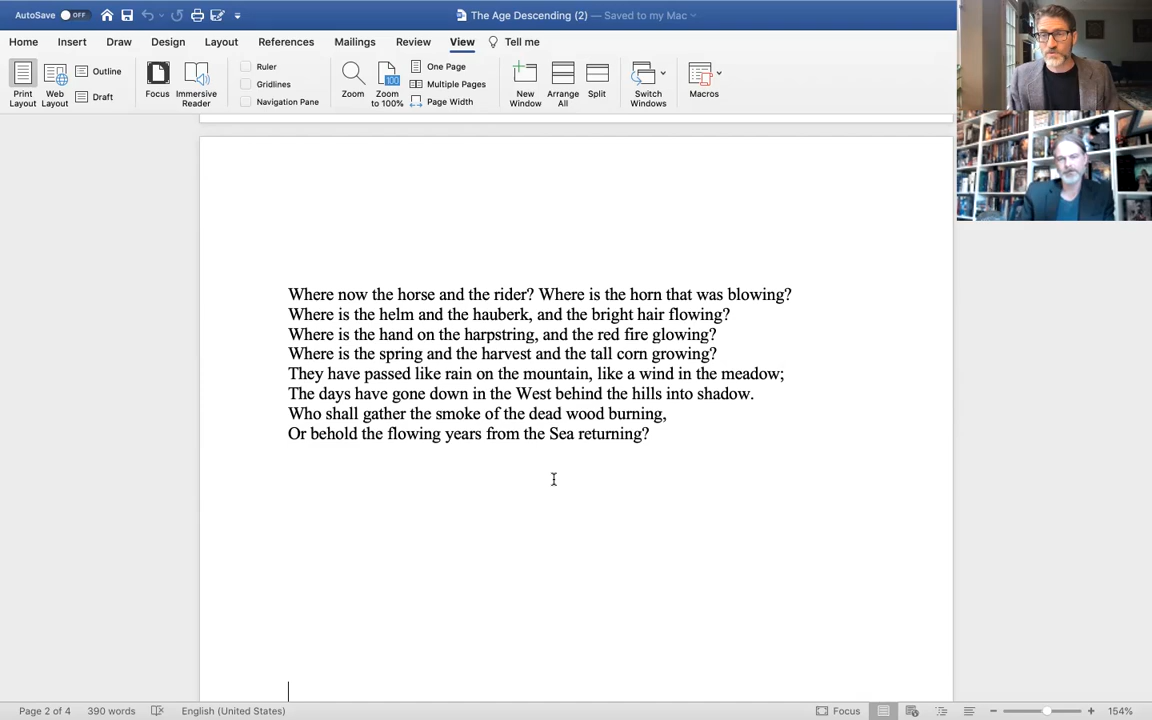 AutoSave OFF The Age Descending (2) — Saved to my Mac
Home Insert Draw Design Layout References Mailings Review View Tell me
Print Layout
Web Layout
Outline
Draft
Focus
Immersive Reader
Ruler
Gridlines
Navigation Pane
Zoom
100
Zoom to 100%
One Page
Multiple Pages
Page Width
New Window
Arrange All
Split
Switch Windows
Macros
Where now the horse and the rider? Where is the horn that was blowing?
Where is the helm and the hauberk, and the bright hair flowing?
Where is the hand on the harpstring, and the red fire glowing?
Where is the spring and the harvest and the tall corn growing?
They have passed like rain on the mountain, like a wind in the meadow;
The days have gone down in the West behind the hills into shadow.
Who shall gather the smoke of the dead wood burning,
Or behold the flowing years from the Sea returning?
Page 2 of 4 390 words English (United States) Focus 154%